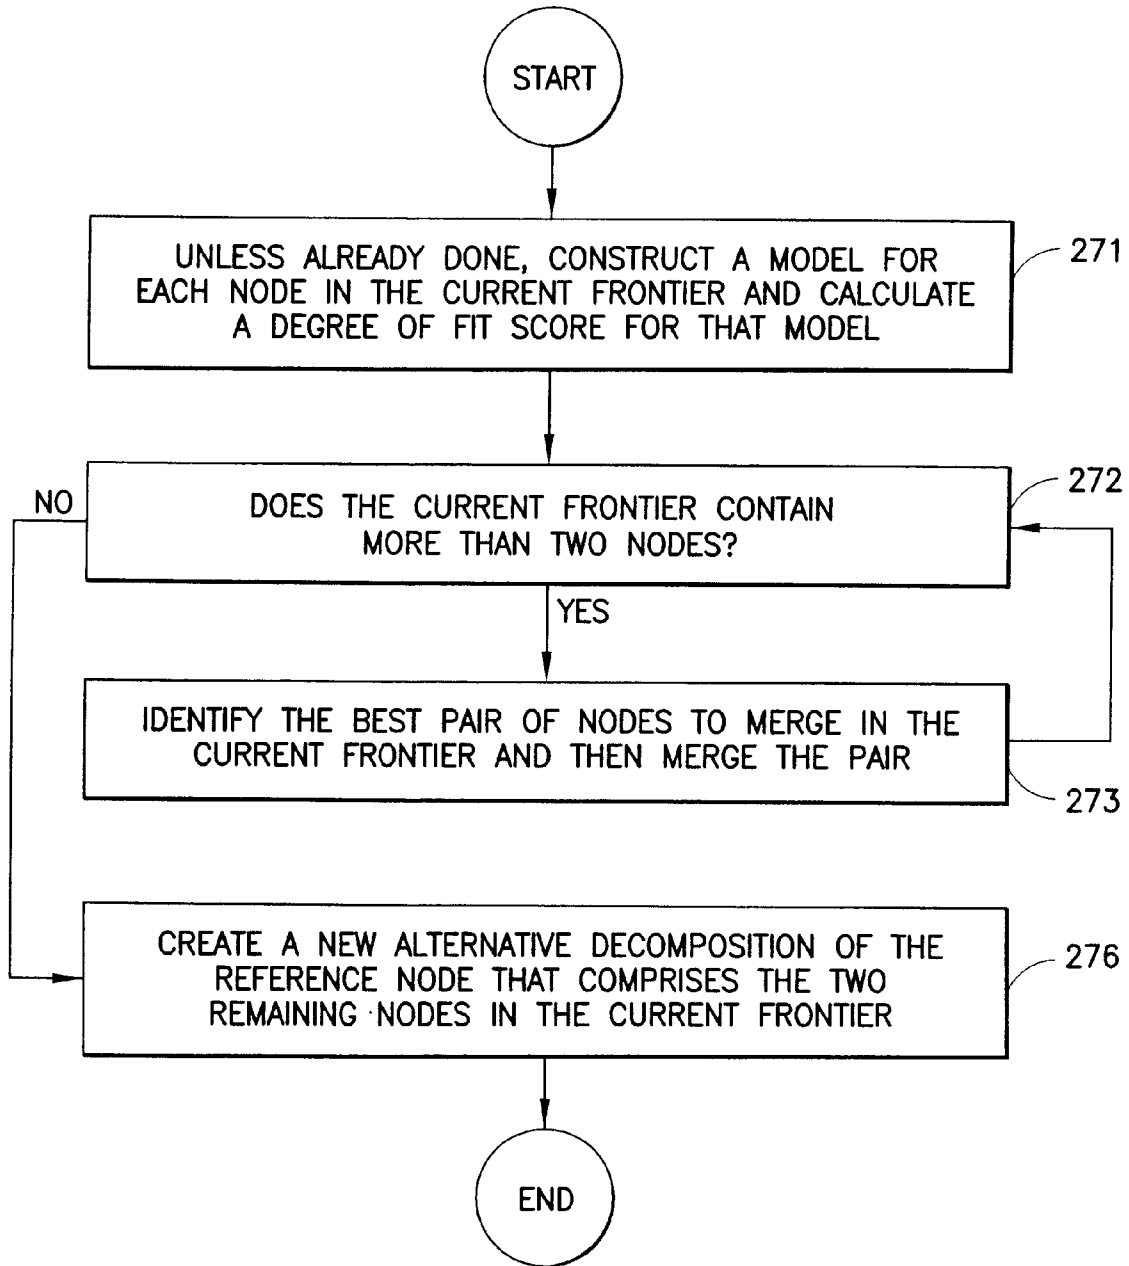 START
UNLESS ALREADY DONE, CONSTRUCT A MODEL FOR
EACH NODE IN THE CURRENT FRONTIER AND CALCULATE
A DEGREE OF FIT SCORE FOR THAT MODEL
271
272
NO
DOES THE CURRENT FRONTIER CONTAIN
MORE THAN TWO NODES?
YES
IDENTIFY THE BEST PAIR OF NODES TO MERGE IN THE
CURRENT FRONTIER AND THEN MERGE THE PAIR
273
CREATE A NEW ALTERNATIVE DECOMPOSITION OF THE
REFERENCE NODE THAT COMPRISES THE TWO
REMAINING NODES IN THE CURRENT FRONTIER
276
END